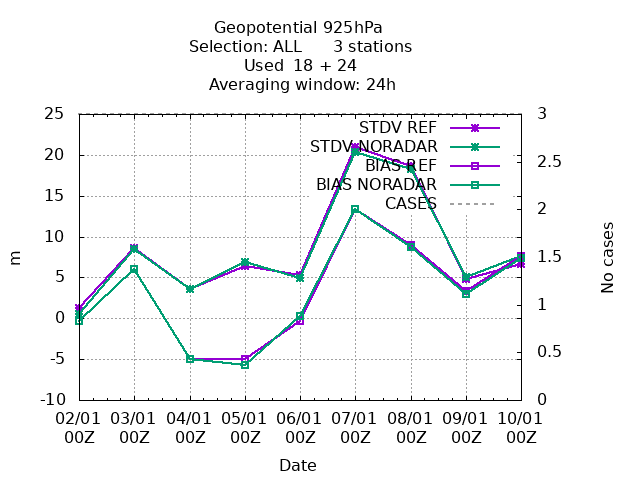 Geopotential 925hPa
Selection: ALL 3 stations
Used 18 + 24
Averaging window: 24h
STDV REF
STDV NORADAR
BIAS REF
BIAS NORADAR
CASES
25
20
15
10
5
0
-5
-10
m
3
2.5
2
1.5
1
0.5
0
No cases
02/01 03/01 04/01 05/01 06/01 07/01 08/01 09/01 10/01
00Z 00Z 00Z 00Z 00Z 00Z 00Z 00Z 00Z
Date